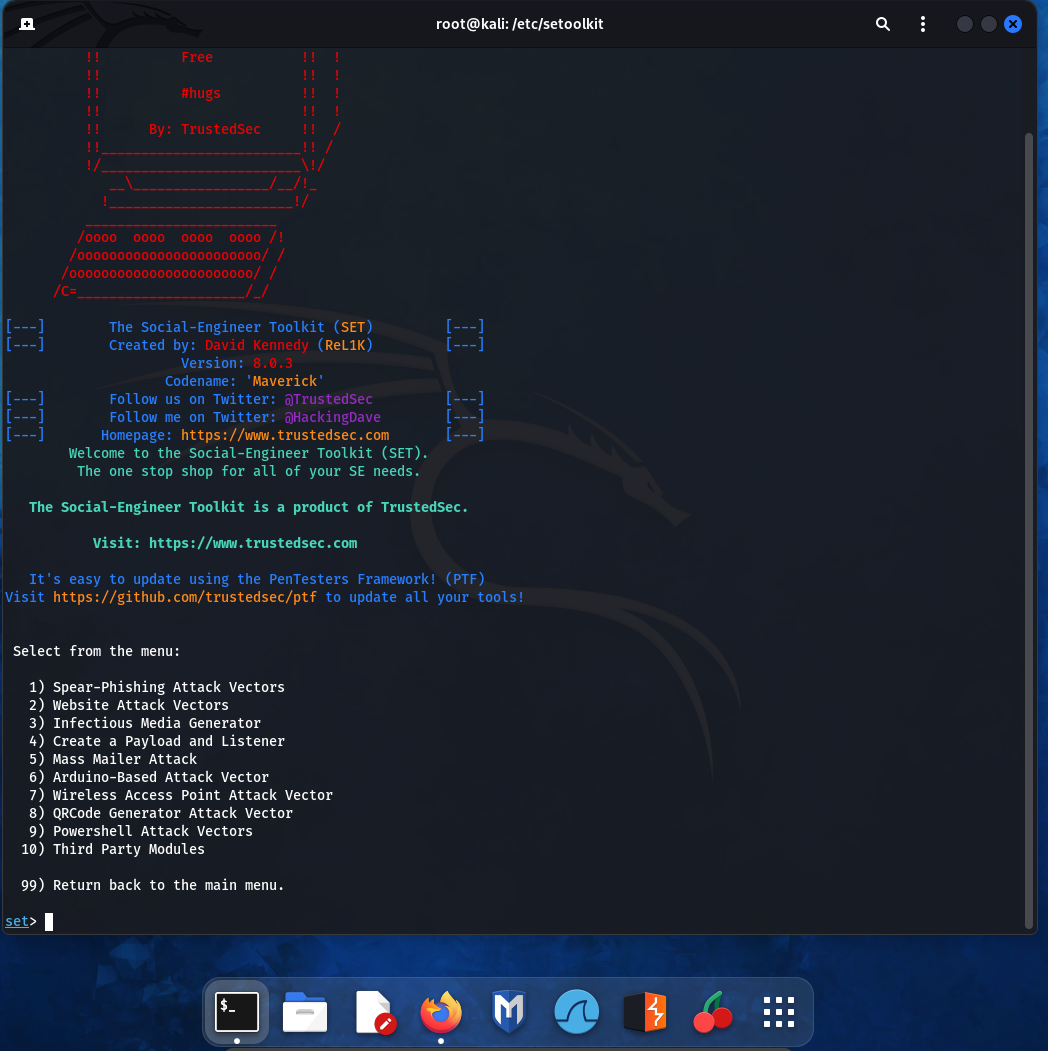 root@kali: /etc/setoolkit
!!          Free           !!  !
!!                         !!  !
!!         #hugs          !!  !
!!                         !!  !
!!      By: TrustedSec     !!  /
!!_________________________!! /
!/_________________________\!/
__\_________________/__/!_
!_______________________!/
________________________
/oooo  oooo  oooo  oooo /!
/ooooooooooooooooooooooo/ /
/ooooooooooooooooooooooo/ /
/C=_____________________/_/
[---]        The Social-Engineer Toolkit (SET)         [---]
[---]        Created by: David Kennedy (ReL1K)         [---]
Version: 8.0.3
Codename: 'Maverick'
[---]        Follow us on Twitter: @TrustedSec         [---]
[---]        Follow me on Twitter: @HackingDave        [---]
[---]       Homepage: https://www.trustedsec.com       [---]
Welcome to the Social-Engineer Toolkit (SET).
The one stop shop for all of your SE needs.
The Social-Engineer Toolkit is a product of TrustedSec.
Visit: https://www.trustedsec.com
It's easy to update using the PenTesters Framework! (PTF)
Visit https://github.com/trustedsec/ptf to update all your tools!
Select from the menu:
1) Spear-Phishing Attack Vectors
2) Website Attack Vectors
3) Infectious Media Generator
4) Create a Payload and Listener
5) Mass Mailer Attack
6) Arduino-Based Attack Vector
7) Wireless Access Point Attack Vector
8) QRCode Generator Attack Vector
9) Powershell Attack Vectors
10) Third Party Modules
99) Return back to the main menu.
set>
$_